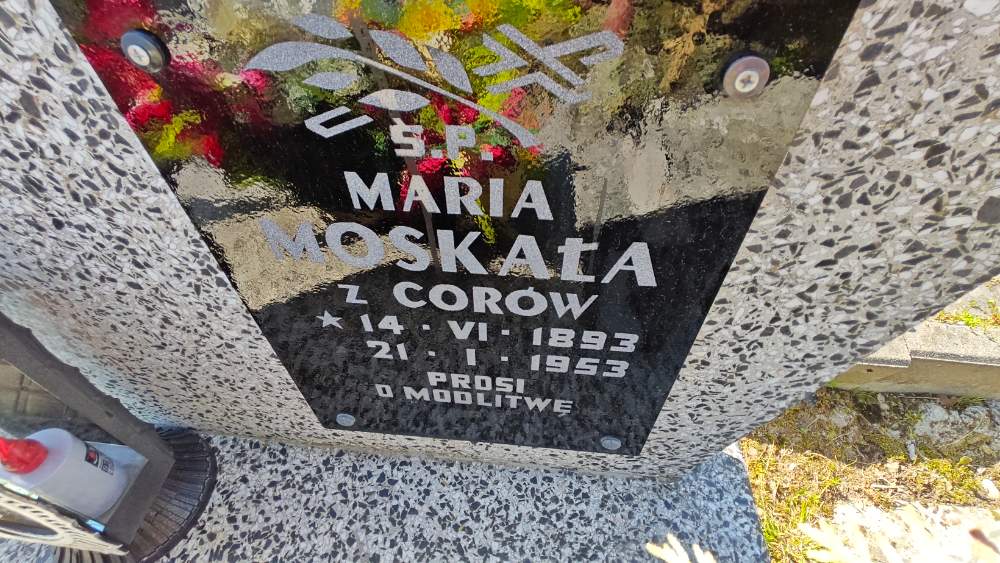 Ś.P.
MARIA
MOSKAŁA
Z CORÓW
★ 14 · VI · 1893
21 · I · 1953
PROSI
O MODLITWĘ